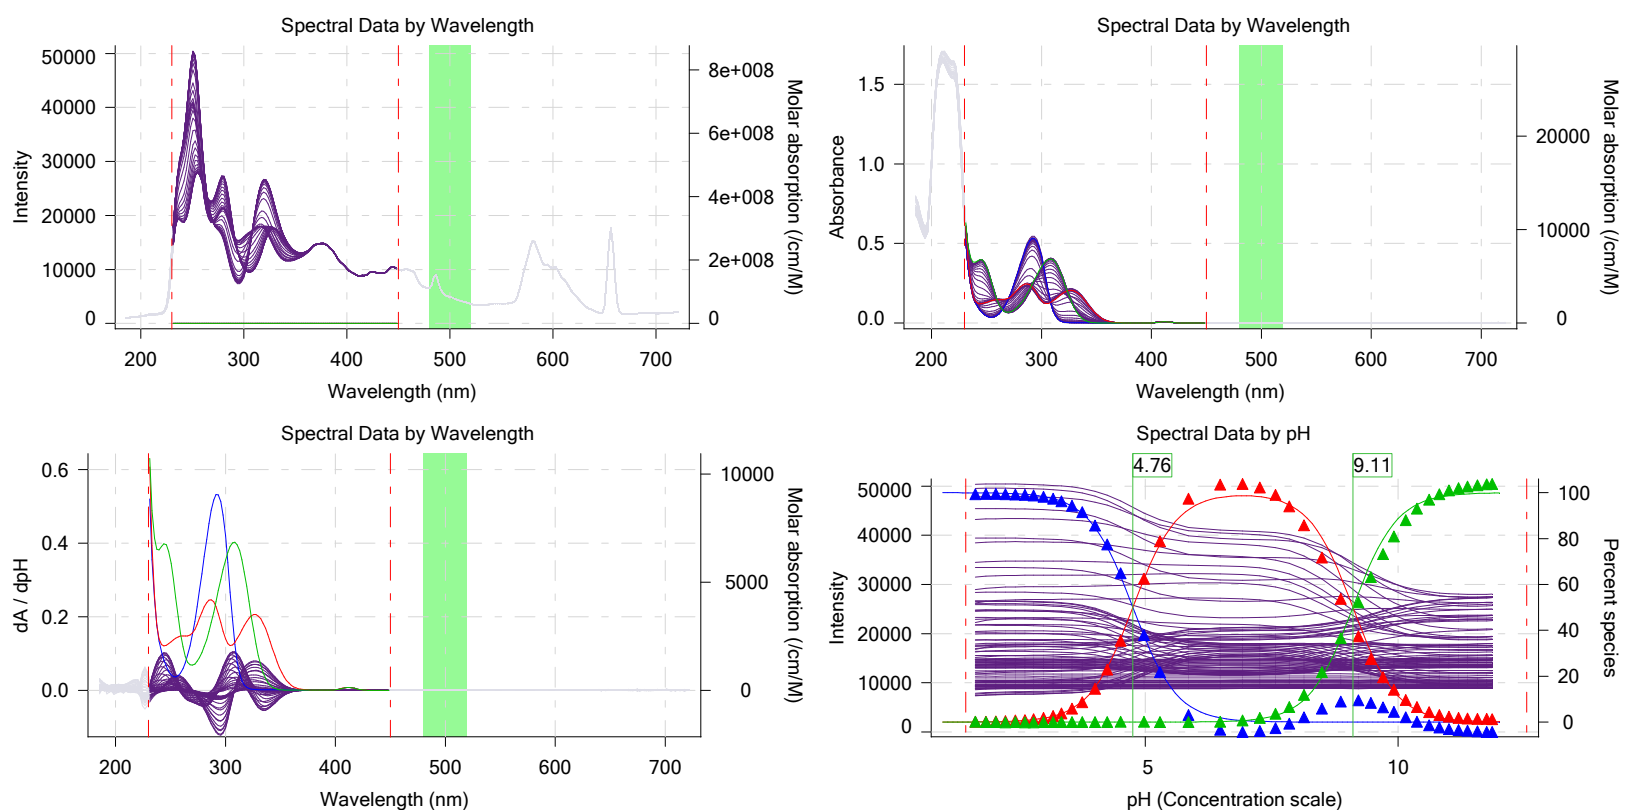 Spectral Data by Wavelength
50000
40000
30000
20000
10000
0
Intensity
8e+008
6e+008
4e+008
2e+008
0
Molar absorption (/cm/M)
200 300 400 500 600 700
Wavelength (nm)
Spectral Data by Wavelength
1.5
1.0
0.5
0.0
Absorbance
20000
10000
0
Molar absorption (/cm/M)
200 300 400 500 600 700
Wavelength (nm)
Spectral Data by Wavelength
0.6
0.4
0.2
0.0
dA / dpH
10000
5000
0
Molar absorption (/cm/M)
200 300 400 500 600 700
Wavelength (nm)
Spectral Data by pH
4.76 9.11
50000
40000
30000
20000
10000
0
Intensity
100
80
60
40
20
0
Percent species
5 10
pH (Concentration scale)